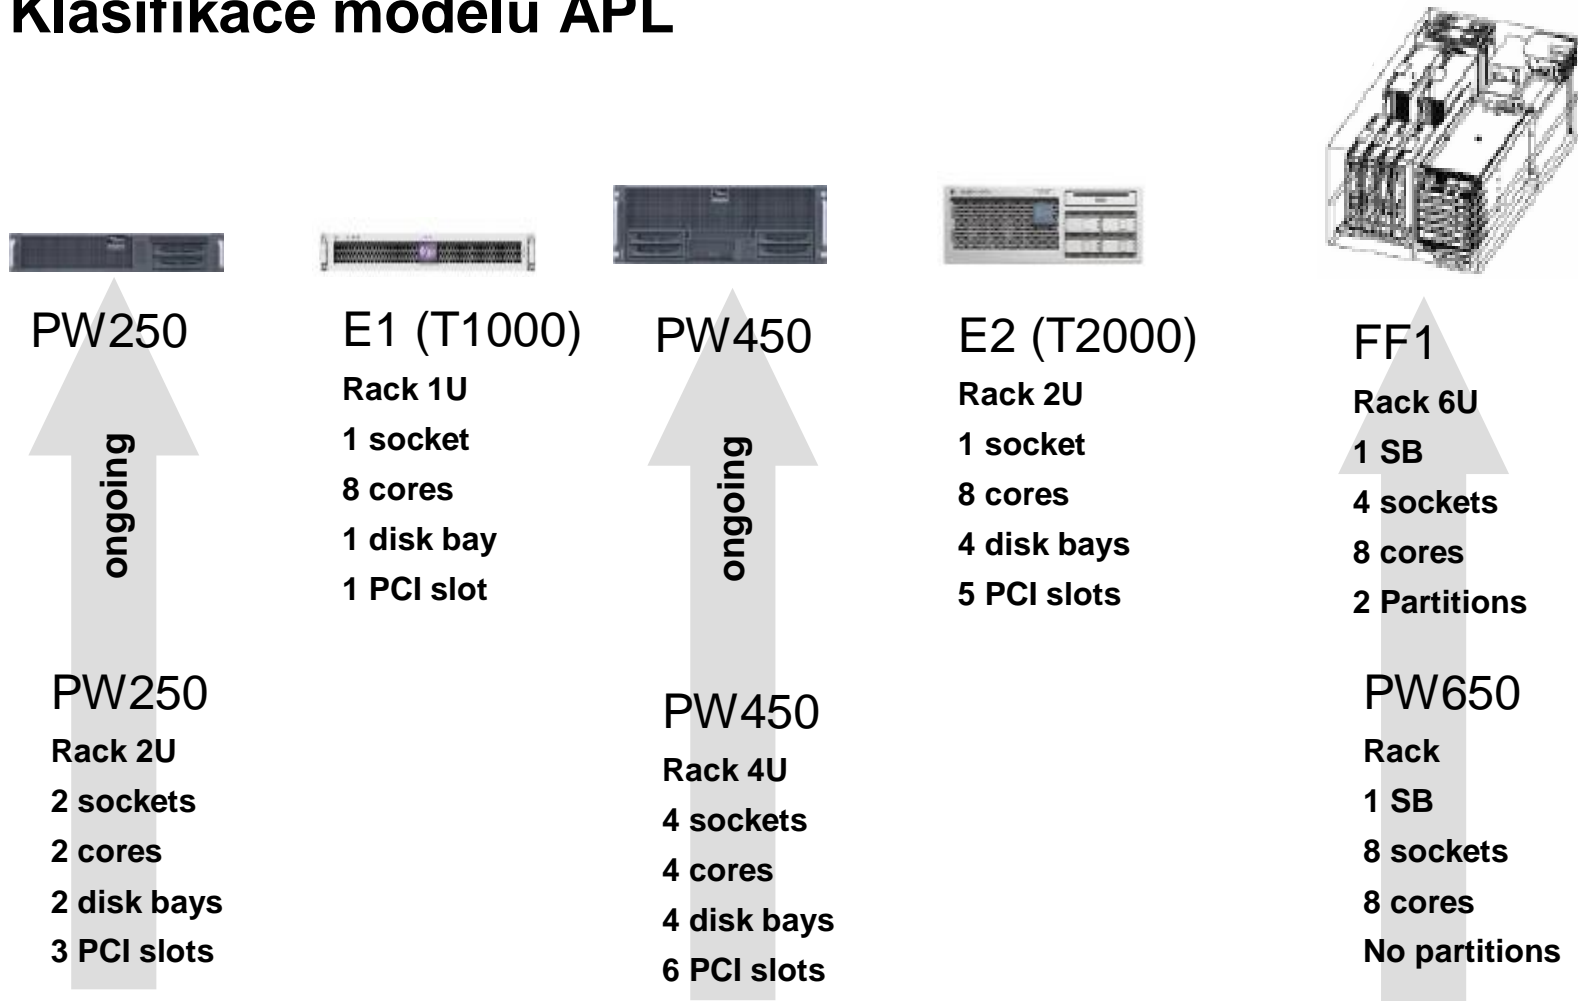 Klasifikace modelu APL
PW250
ongoing
PW250
Rack 2U
2 sockets
2 cores
2 disk bays
3 PCI slots
E1 (T1000)
Rack 1U
1 socket
8 cores
1 disk bay
1 PCI slot
PW450
ongoing
PW450
Rack 4U
4 sockets
4 cores
4 disk bays
6 PCI slots
E2 (T2000)
Rack 2U
1 socket
8 cores
4 disk bays
5 PCI slots
FF1
Rack 6U
1 SB
4 sockets
8 cores
2 Partitions
PW650
Rack
1 SB
8 sockets
8 cores
No partitions